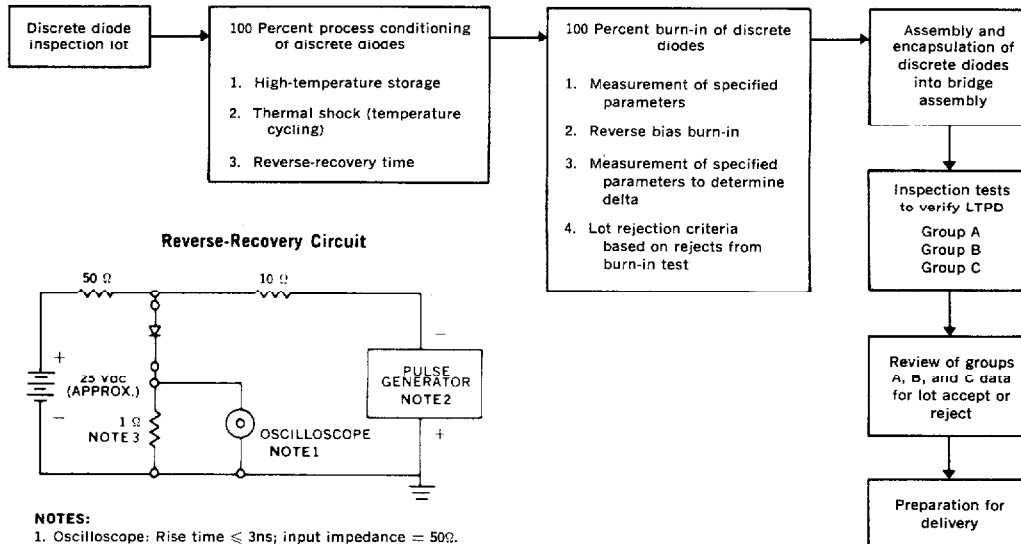 Discrete diode
inspection lot
100 Percent process conditioning
of discrete diodes
1. High-temperature storage
2. Thermal shock (temperature
cycling)
3. Reverse-recovery time
100 Percent burn-in of discrete
diodes
1. Measurement of specified
parameters
2. Reverse bias burn-in
3. Measurement of specified
parameters to determine
delta
4. Lot rejection criteria
based on rejects from
burn-in test
Assembly and
encapsulation of
discrete diodes
into bridge
assembly
Inspection tests
to verify LTPD
Group A
Group B
Group C
Review of groups
A, B, and C data
for lot accept or
reject
Preparation for
delivery
Reverse-Recovery Circuit
50 Ω
10 Ω
+
25 Vdc
(APPROX.)
−
1 Ω
NOTE 3
OSCILLOSCOPE
NOTE 1
−
PULSE
GENERATOR
NOTE 2
+
NOTES:
1. Oscilloscope: Rise time ≤ 3ns; input impedance = 50Ω.